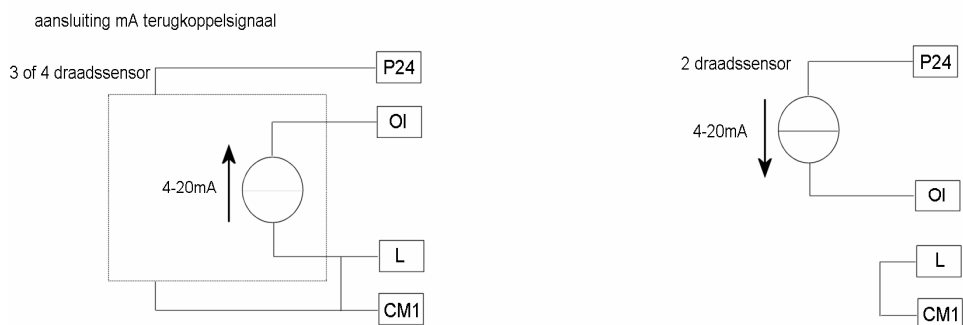 aansluiting mA terugkoppelsignaal
3 of 4 draadssensor
P24
OI
4-20mA
L
CM1
2 draadssensor
P24
4-20mA
OI
L
CM1